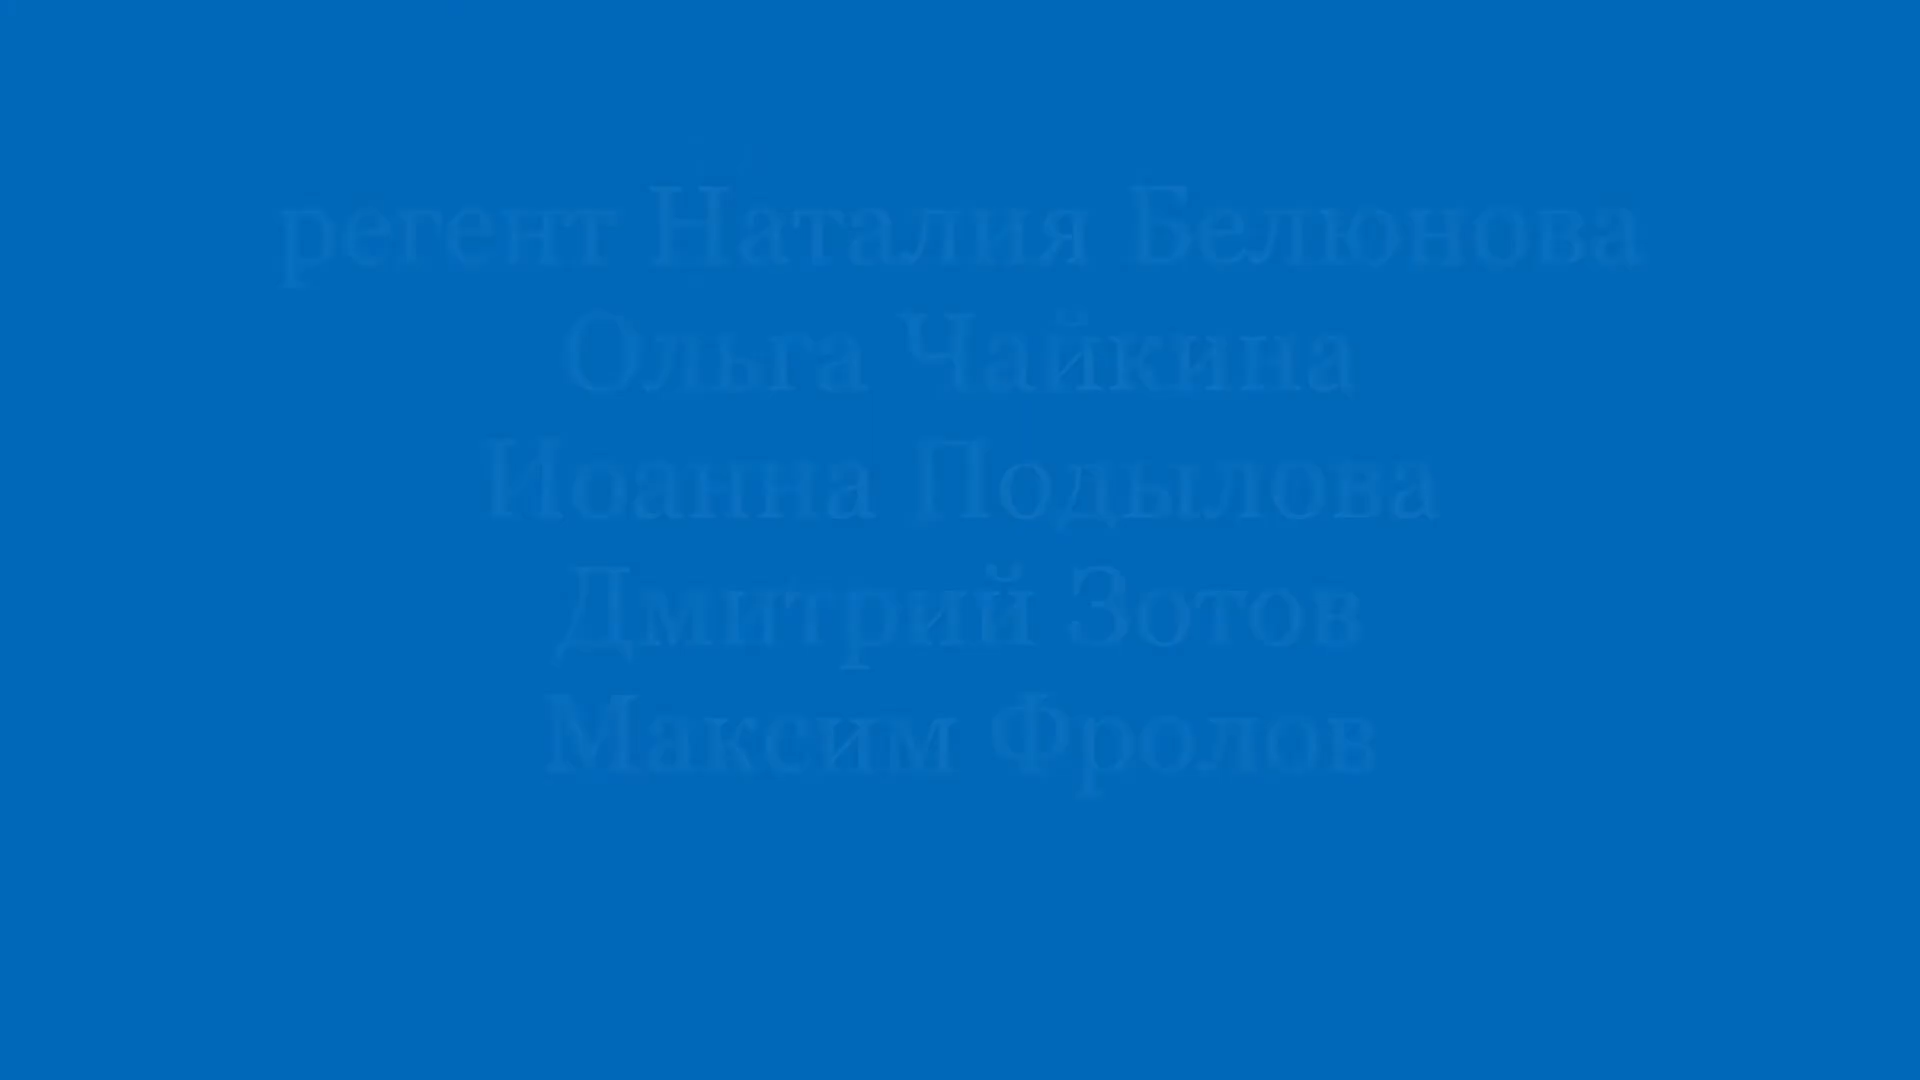 регент Наталия Белюнова
Ольга Чайкина
Иоанна Подылова
Дмитрий Зотов
Максим Фролов